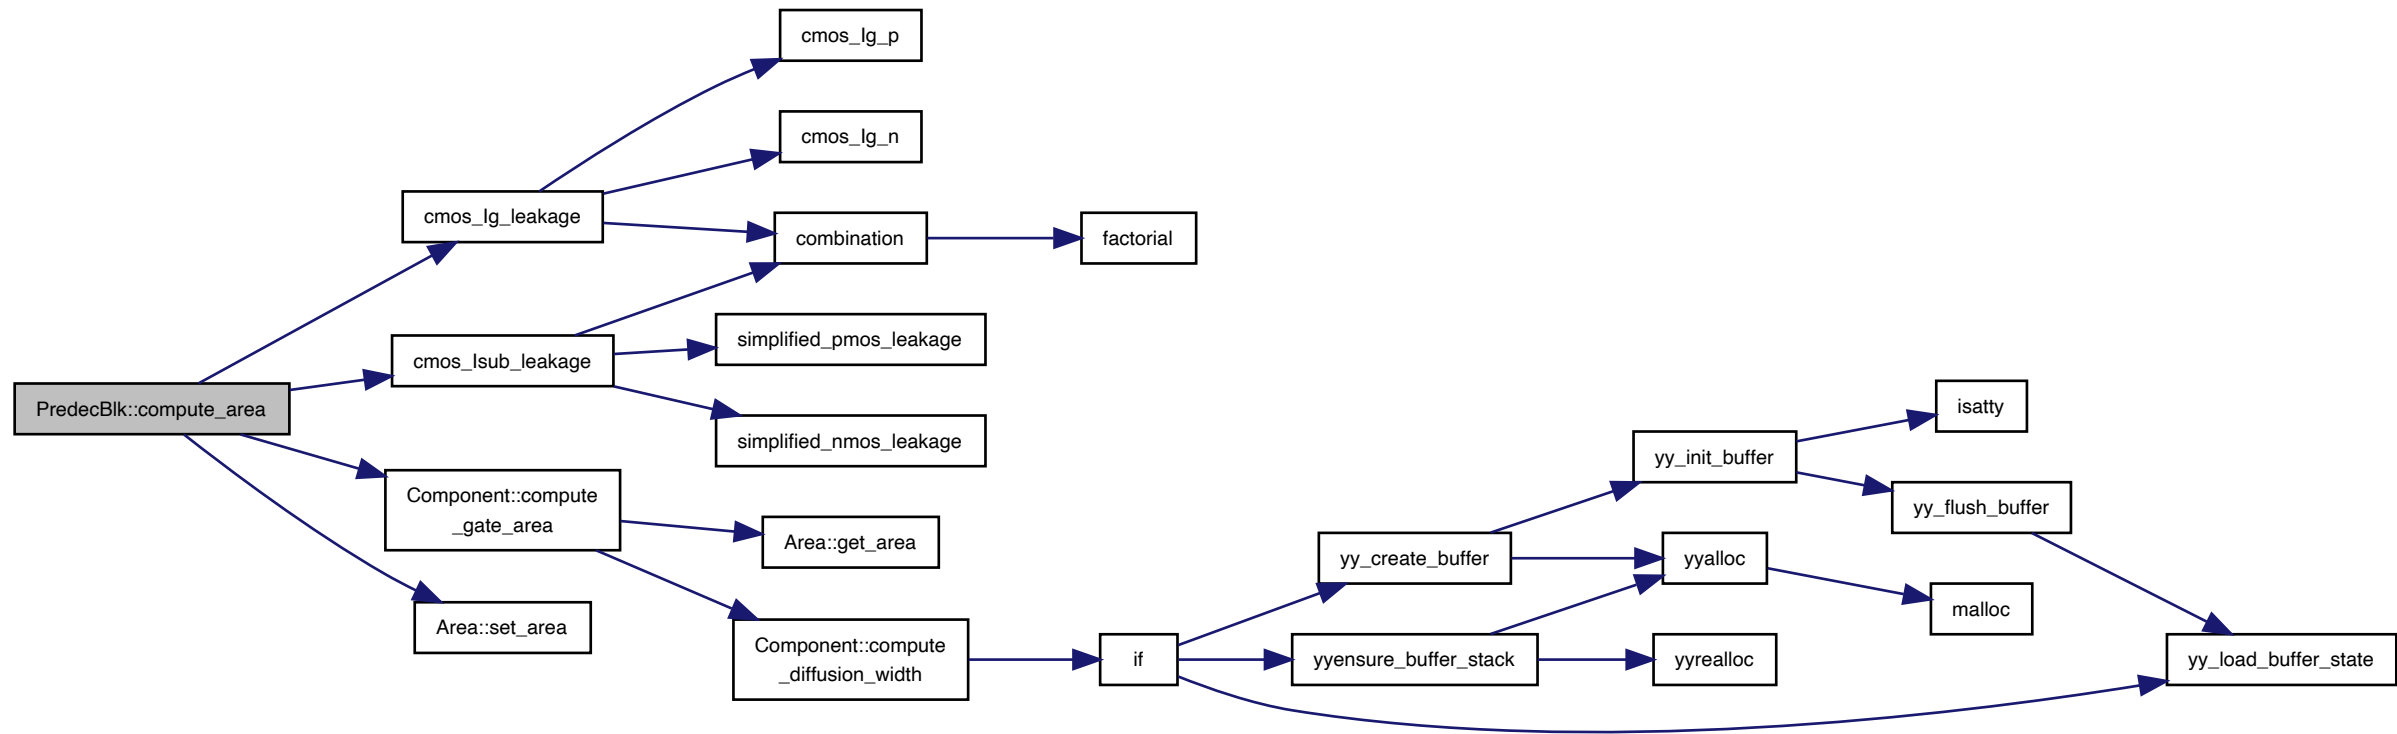 cmos_Ig_p
cmos_Ig_n
cmos_Ig_leakage
combination
factorial
simplified_pmos_leakage
cmos_Isub_leakage
PredecBlk::compute_area
isatty
simplified_nmos_leakage
yy_init_buffer
Component::compute
_gate_area
yy_flush_buffer
Area::get_area
yy_create_buffer
yyalloc
malloc
Area::set_area
Component::compute
_diffusion_width
if
yyensure_buffer_stack
yyrealloc
yy_load_buffer_state